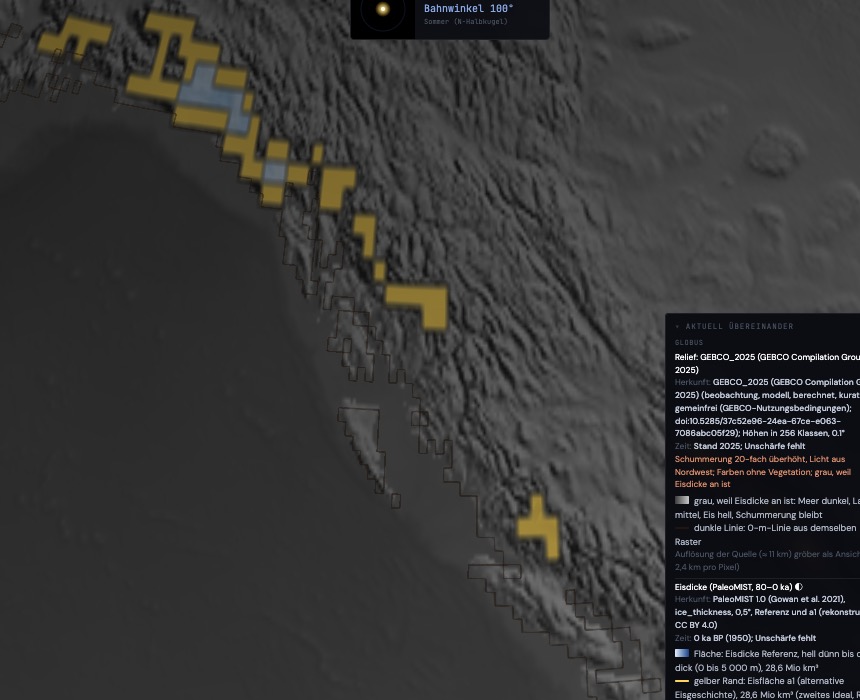 Bahnwinkel 100°
Sommer (N-Halbkugel)
AKTUELL ÜBEREINANDER
GLOBUS
Relief: GEBCO_2025 (GEBCO Compilation Grou
2025)
Herkunft: GEBCO_2025 (GEBCO Compilation G
2025) (beobachtung, modell, berechnet, kurat
gemeinfrei (GEBCO-Nutzungsbedingungen);
doi:10.5285/37c52e96-24ea-67ce-e063-
7086abc05f29); Höhen in 256 Klassen, 0.1°
Zeit: Stand 2025; Unschärfe fehlt
Schummerung 20-fach überhöht, Licht aus
Nordwest; Farben ohne Vegetation; grau, weil
Eisdicke an ist
grau, weil Eisdicke an ist: Meer dunkel, La
mittel, Eis hell, Schummerung bleibt
dunkle Linie: 0-m-Linie aus demselben
Raster
Auflösung der Quelle (≈ 11 km) gröber als Ansich
2,4 km pro Pixel)
Eisdicke (PaleoMIST, 80–0 ka)
Herkunft: PaleoMIST 1.0 (Gowan et al. 2021),
ice_thickness, 0,5°, Referenz und a1 (rekonstru
CC BY 4.0)
Zeit: 0 ka BP (1950); Unschärfe fehlt
Fläche: Eisdicke Referenz, hell dünn bis d
dick (0 bis 5 000 m), 28,6 Mio km³
gelber Rand: Eisfläche a1 (alternative
Eisgeschichte), 28,6 Mio km³ (zweites Ideal, R